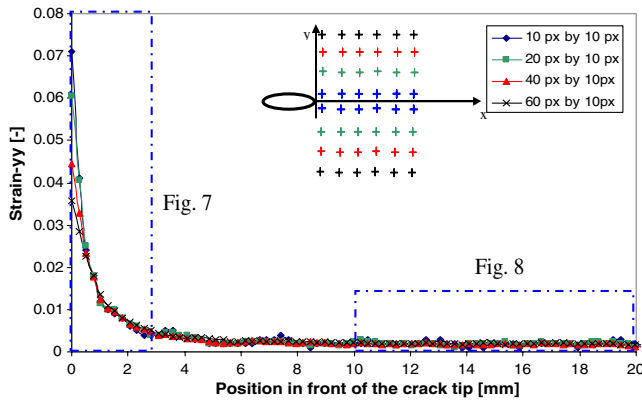 0.08
0.07
0.06
0.05
0.04
0.03
0.02
0.01
0
Strain-yy [-]
0 2 4 6 8 10 12 14 16 18 20
Position in front of the crack tip [mm]
Fig. 7
Fig. 8
y
x
10 px by 10 px
20 px by 10 px
40 px by 10px
60 px by 10px